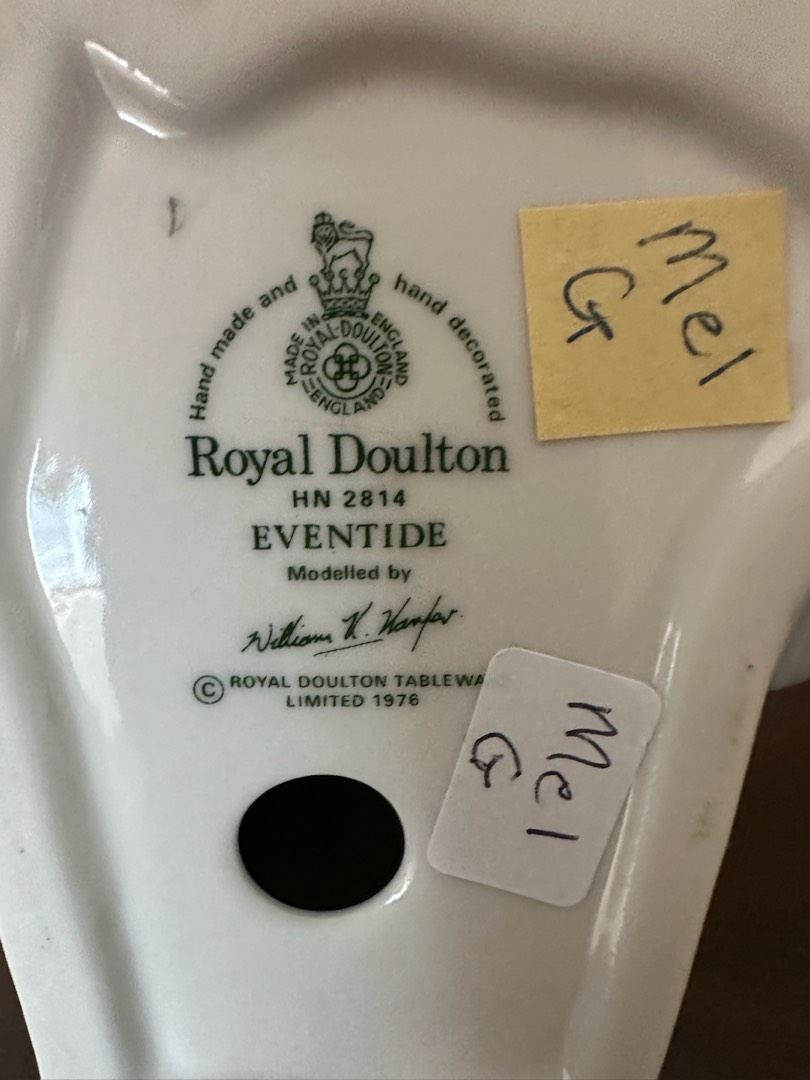 Hand made and hand decorated
MADE IN ENGLAND
ROYAL-DOULTON
ENGLAND
Royal Doulton
HN 2814
EVENTIDE
Modelled by
William K. Harper
© ROYAL DOULTON TABLEWA
LIMITED 1976
Mel
G
Mel
G